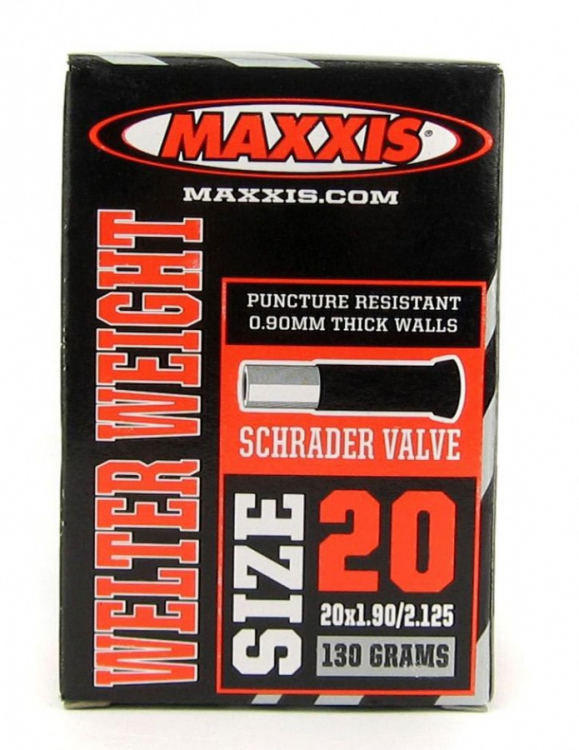 MAXXIS®
MAXXIS.COM
WELTER WEIGHT
PUNCTURE RESISTANT
0.90MM THICK WALLS
SCHRADER VALVE
SIZE
20
20x1.90/2.125
130 GRAMS